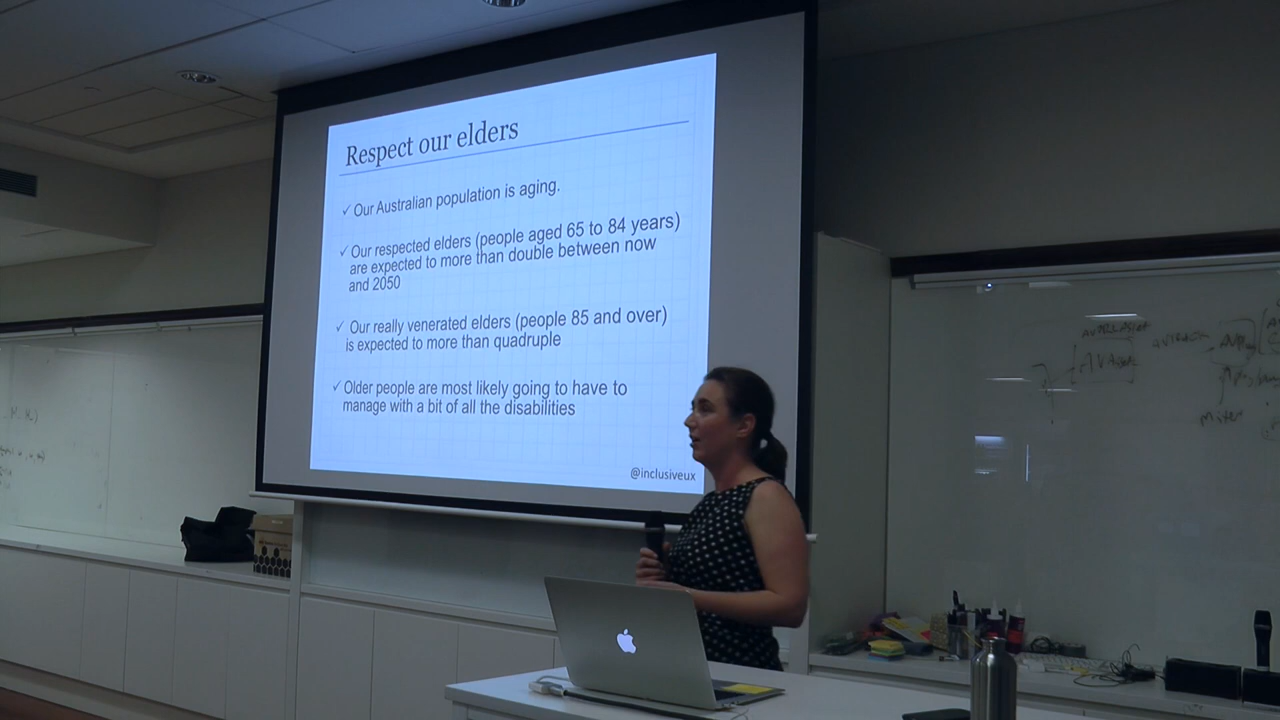 Respect our elders
✓ Our Australian population is aging.
✓ Our respected elders (people aged 65 to 84 years)
are expected to more than double between now
and 2050
✓ Our really venerated elders (people 85 and over)
is expected to more than quadruple
✓ Older people are most likely going to have to
manage with a bit of all the disabilities
@inclusiveux